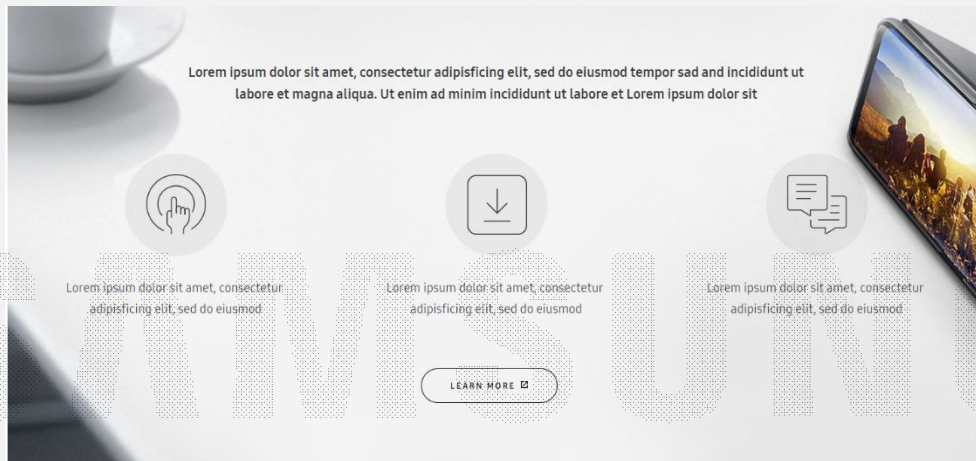 Lorem ipsum dolor sit amet, consectetur adipisficing elit, sed do eiusmod tempor sad and incididunt ut
labore et magna aliqua. Ut enim ad minim incididunt ut labore et Lorem ipsum dolor sit
Lorem ipsum dolor sit amet, consectetur
adipisficing elit, sed do eiusmod
Lorem ipsum dolor sit amet, consectetur
adipisficing elit, sed do eiusmod
Lorem ipsum dolor sit amet, consectetur
adipisficing elit, sed do eiusmod
SAMSUNG
LEARN MORE